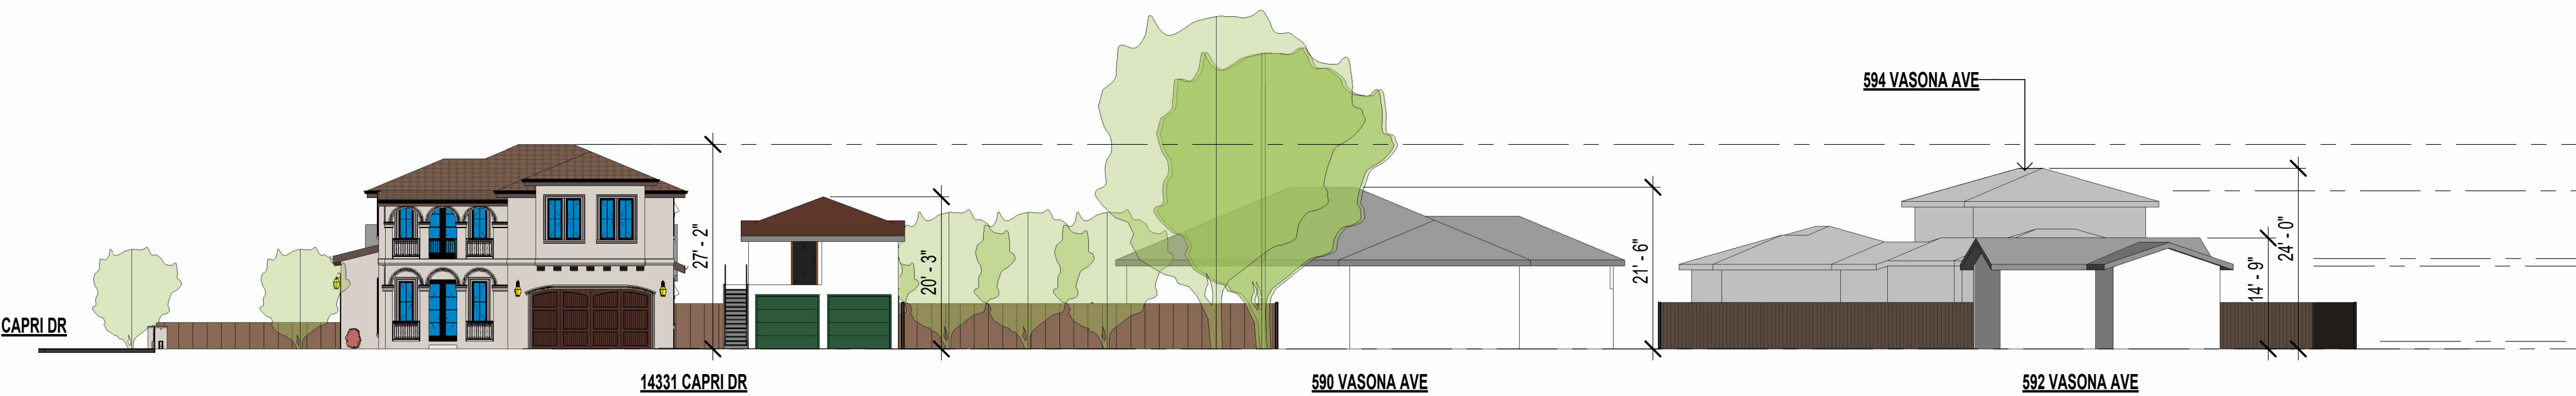 594 VASONA AVE
27' - 2"
20' - 3"
21' - 6"
14' - 9"
24' - 0"
CAPRI DR
14331 CAPRI DR
590 VASONA AVE
592 VASONA AVE